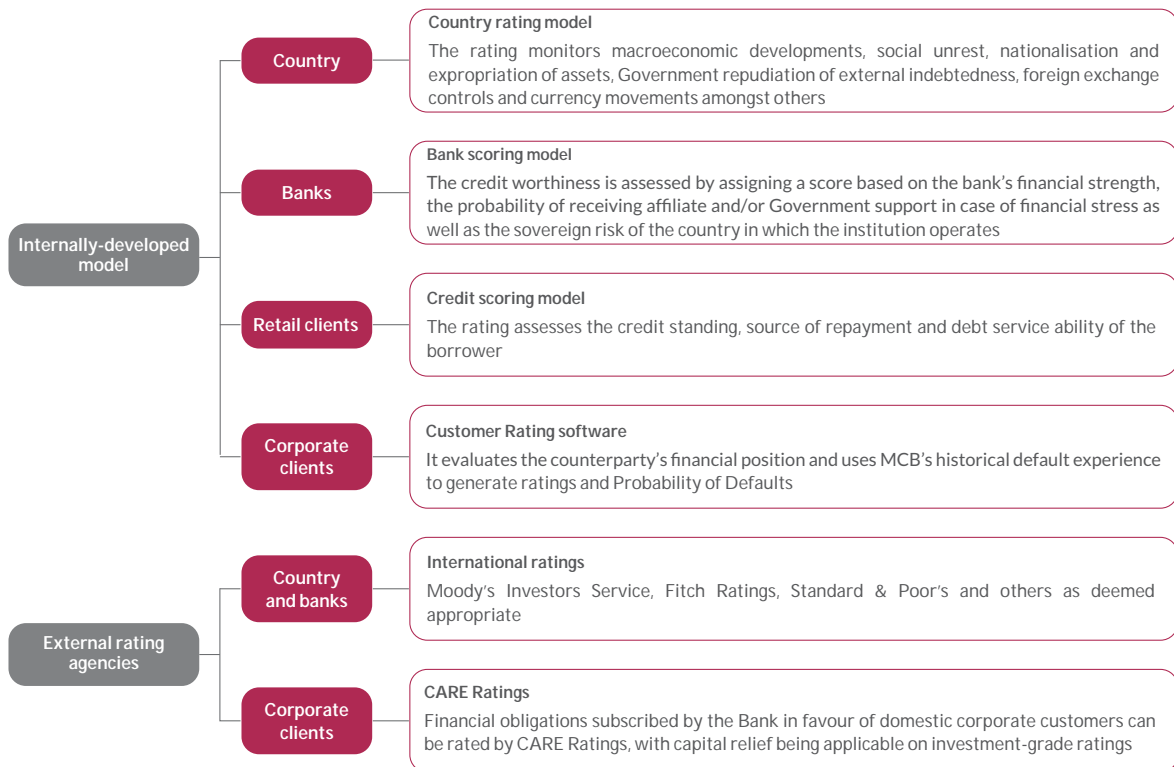 Internally-developed
model
Country
Country rating model
The rating monitors macroeconomic developments, social unrest, nationalisation and
expropriation of assets, Government repudiation of external indebtedness, foreign exchange
controls and currency movements amongst others
Banks
Bank scoring model
The credit worthiness is assessed by assigning a score based on the bank's financial strength,
the probability of receiving affiliate and/or Government support in case of financial stress as
well as the sovereign risk of the country in which the institution operates
Retail clients
Credit scoring model
The rating assesses the credit standing, source of repayment and debt service ability of the
borrower
Corporate
clients
Customer Rating software
It evaluates the counterparty's financial position and uses MCB's historical default experience
to generate ratings and Probability of Defaults
External rating
agencies
Country
and banks
International ratings
Moody's Investors Service, Fitch Ratings, Standard & Poor's and others as deemed
appropriate
Corporate
clients
CARE Ratings
Financial obligations subscribed by the Bank in favour of domestic corporate customers can
be rated by CARE Ratings, with capital relief being applicable on investment-grade ratings